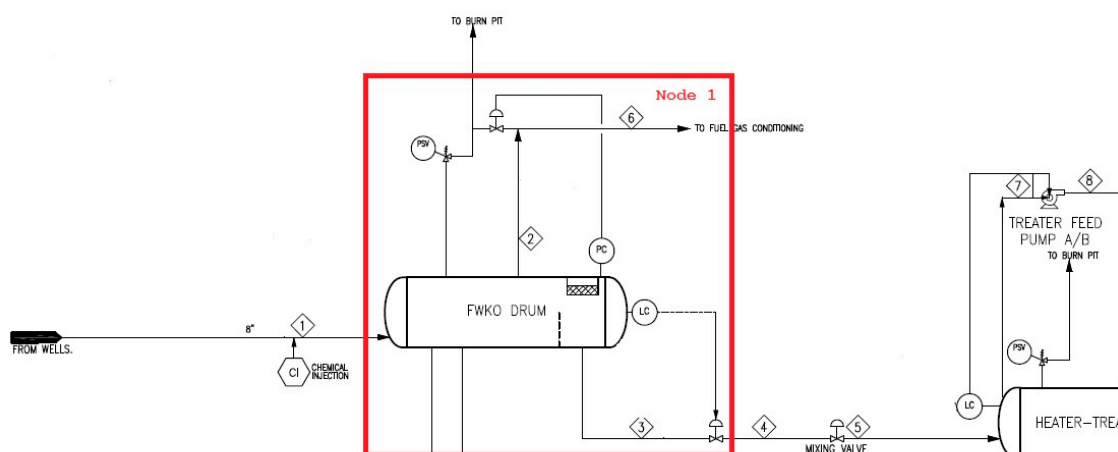 TO BURN PIT
Node 1
6
TO FUEL GAS CONDITIONING
PSV
2
PC
7
8
TREATER FEED
PUMP A/B
TO BURN PIT
FWKO DRUM
LC
8"
1
FROM WELLS.
CI
CHEMICAL
INJECTION
PSV
LC
HEATER-TREA
3
4
5
MIXING VALVE